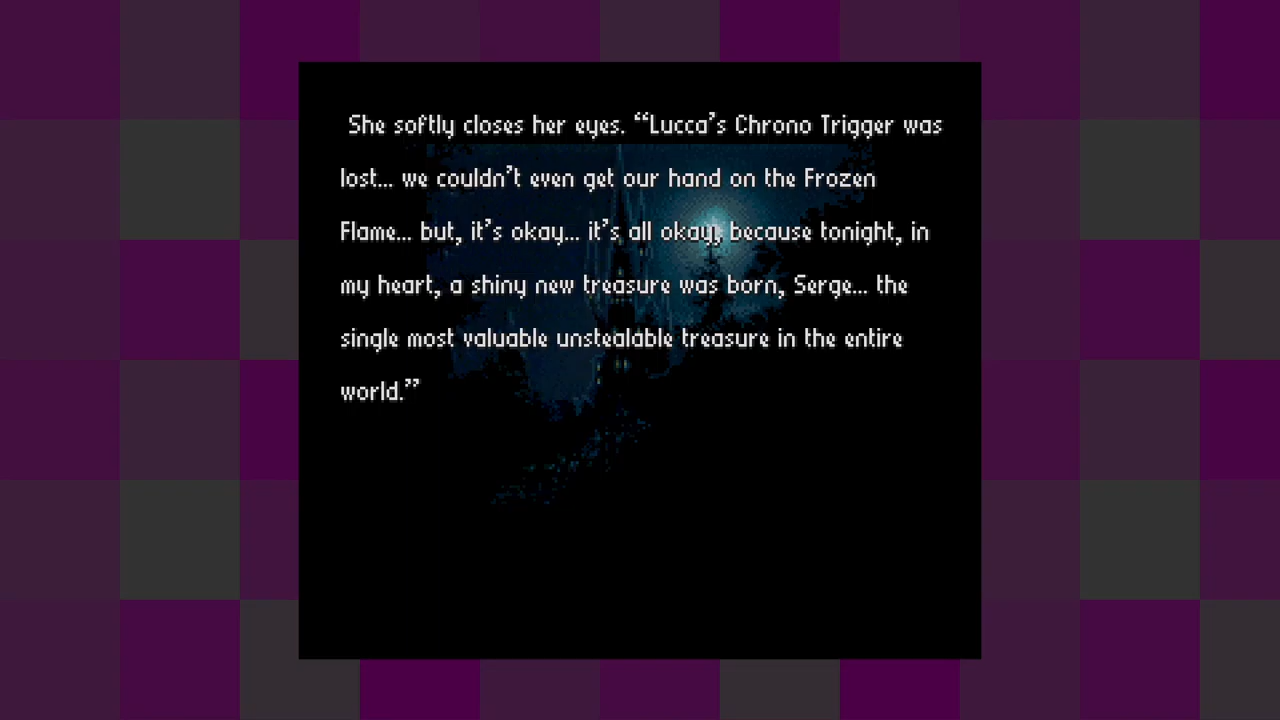 She softly closes her eyes. “Lucca’s Chrono Trigger was
lost... we couldn’t even get our hand on the Frozen
Flame... but, it’s okay... it’s all okay, because tonight, in
my heart, a shiny new treasure was born, Serge... the
single most valuable unstealable treasure in the entire
world.”